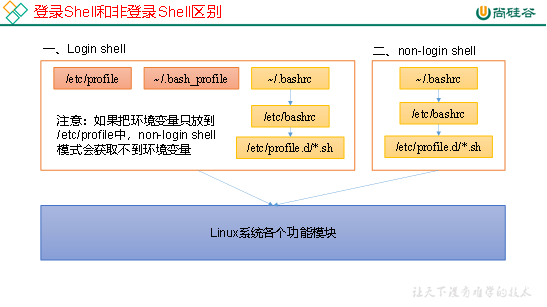 登录Shell和非登录Shell区别
尚硅谷
一、Login shell
二、non-login shell
/etc/profile
~/.bash_profile
~/.bashrc
~/.bashrc
注意：如果把环境变量只放到
/etc/profile中，non-login shell
模式会获取不到环境变量
/etc/bashrc
/etc/bashrc
/etc/profile.d/*.sh
/etc/profile.d/*.sh
Linux系统各个功能模块
让天下没有难学的技术